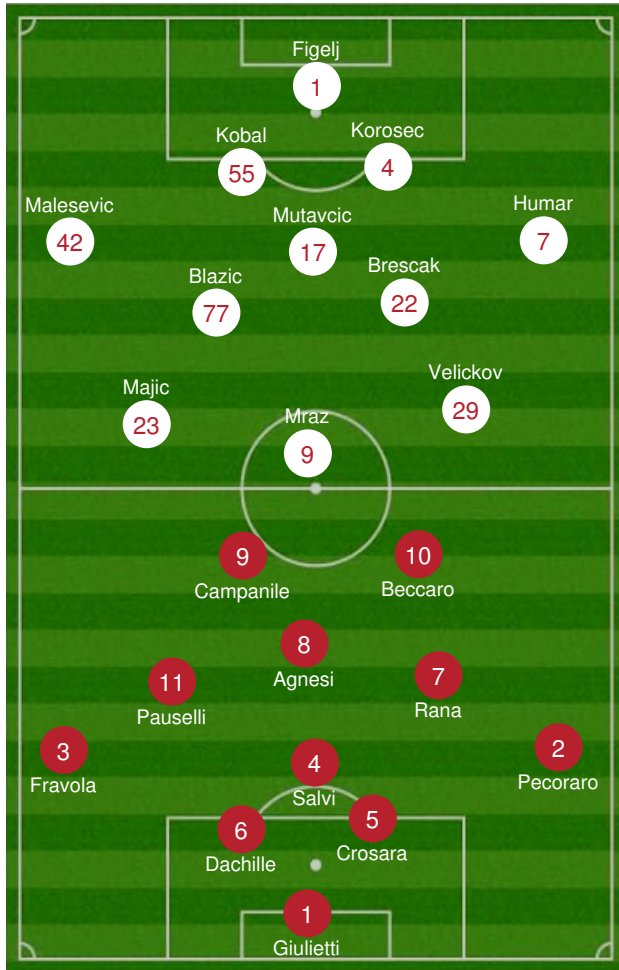 Figelj
1
Kobal
55
Korosec
4
Malesevic
42
Mutavcic
17
Humar
7
Blazic
77
Brescak
22
Majic
23
Mraz
9
Velickov
29
9
Campanile
10
Beccaro
8
Agnesi
11
Pauselli
7
Rana
3
Fravola
4
Salvi
2
Pecoraro
6
Dachille
5
Crosara
1
Giulietti